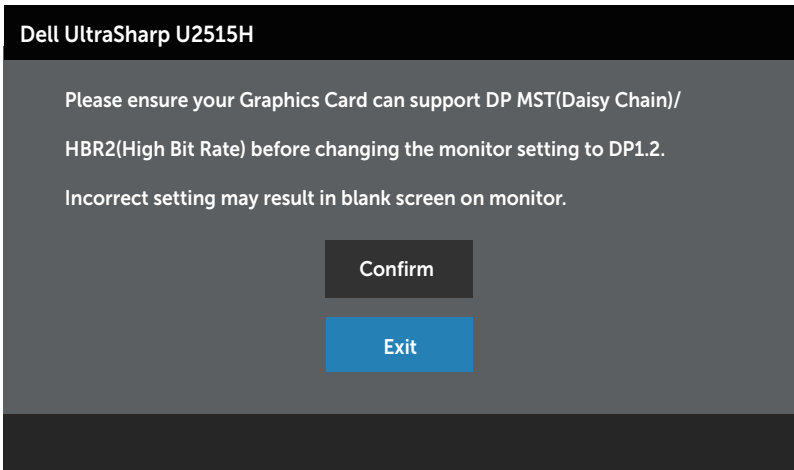 Dell UltraSharp U2515H
Please ensure your Graphics Card can support DP MST(Daisy Chain)/
HBR2(High Bit Rate) before changing the monitor setting to DP1.2.
Incorrect setting may result in blank screen on monitor.
Confirm
Exit